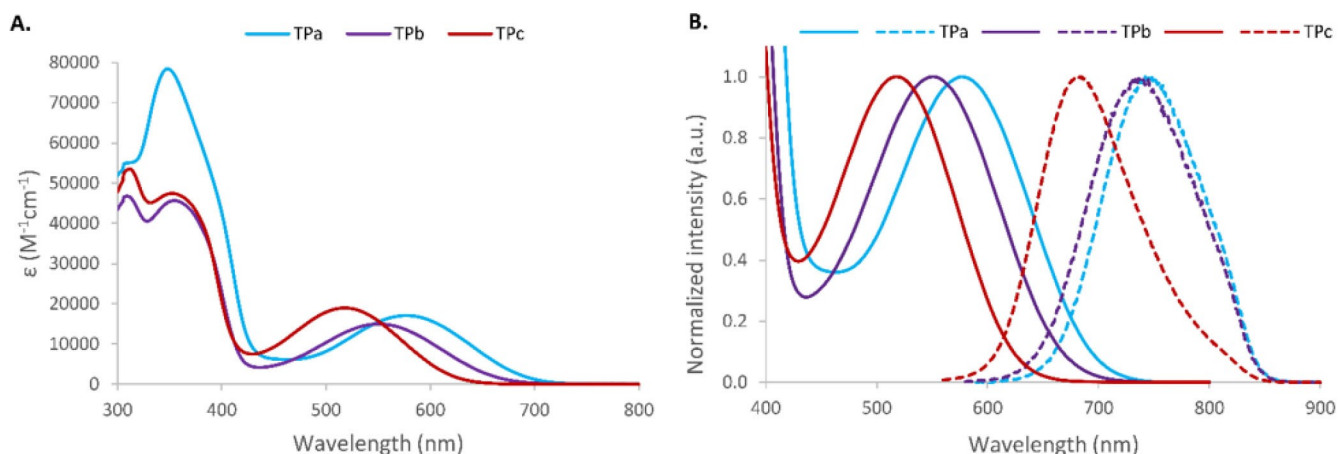 A.
TPa TPb TPc
80000
70000
60000
50000
40000
30000
20000
10000
0
ε (M⁻¹cm⁻¹)
300 400 500 600 700 800
Wavelength (nm)
B.
TPa TPb TPc
1.0
0.8
0.6
0.4
0.2
0.0
Normalized intensity (a.u.)
400 500 600 700 800 900
Wavelength (nm)